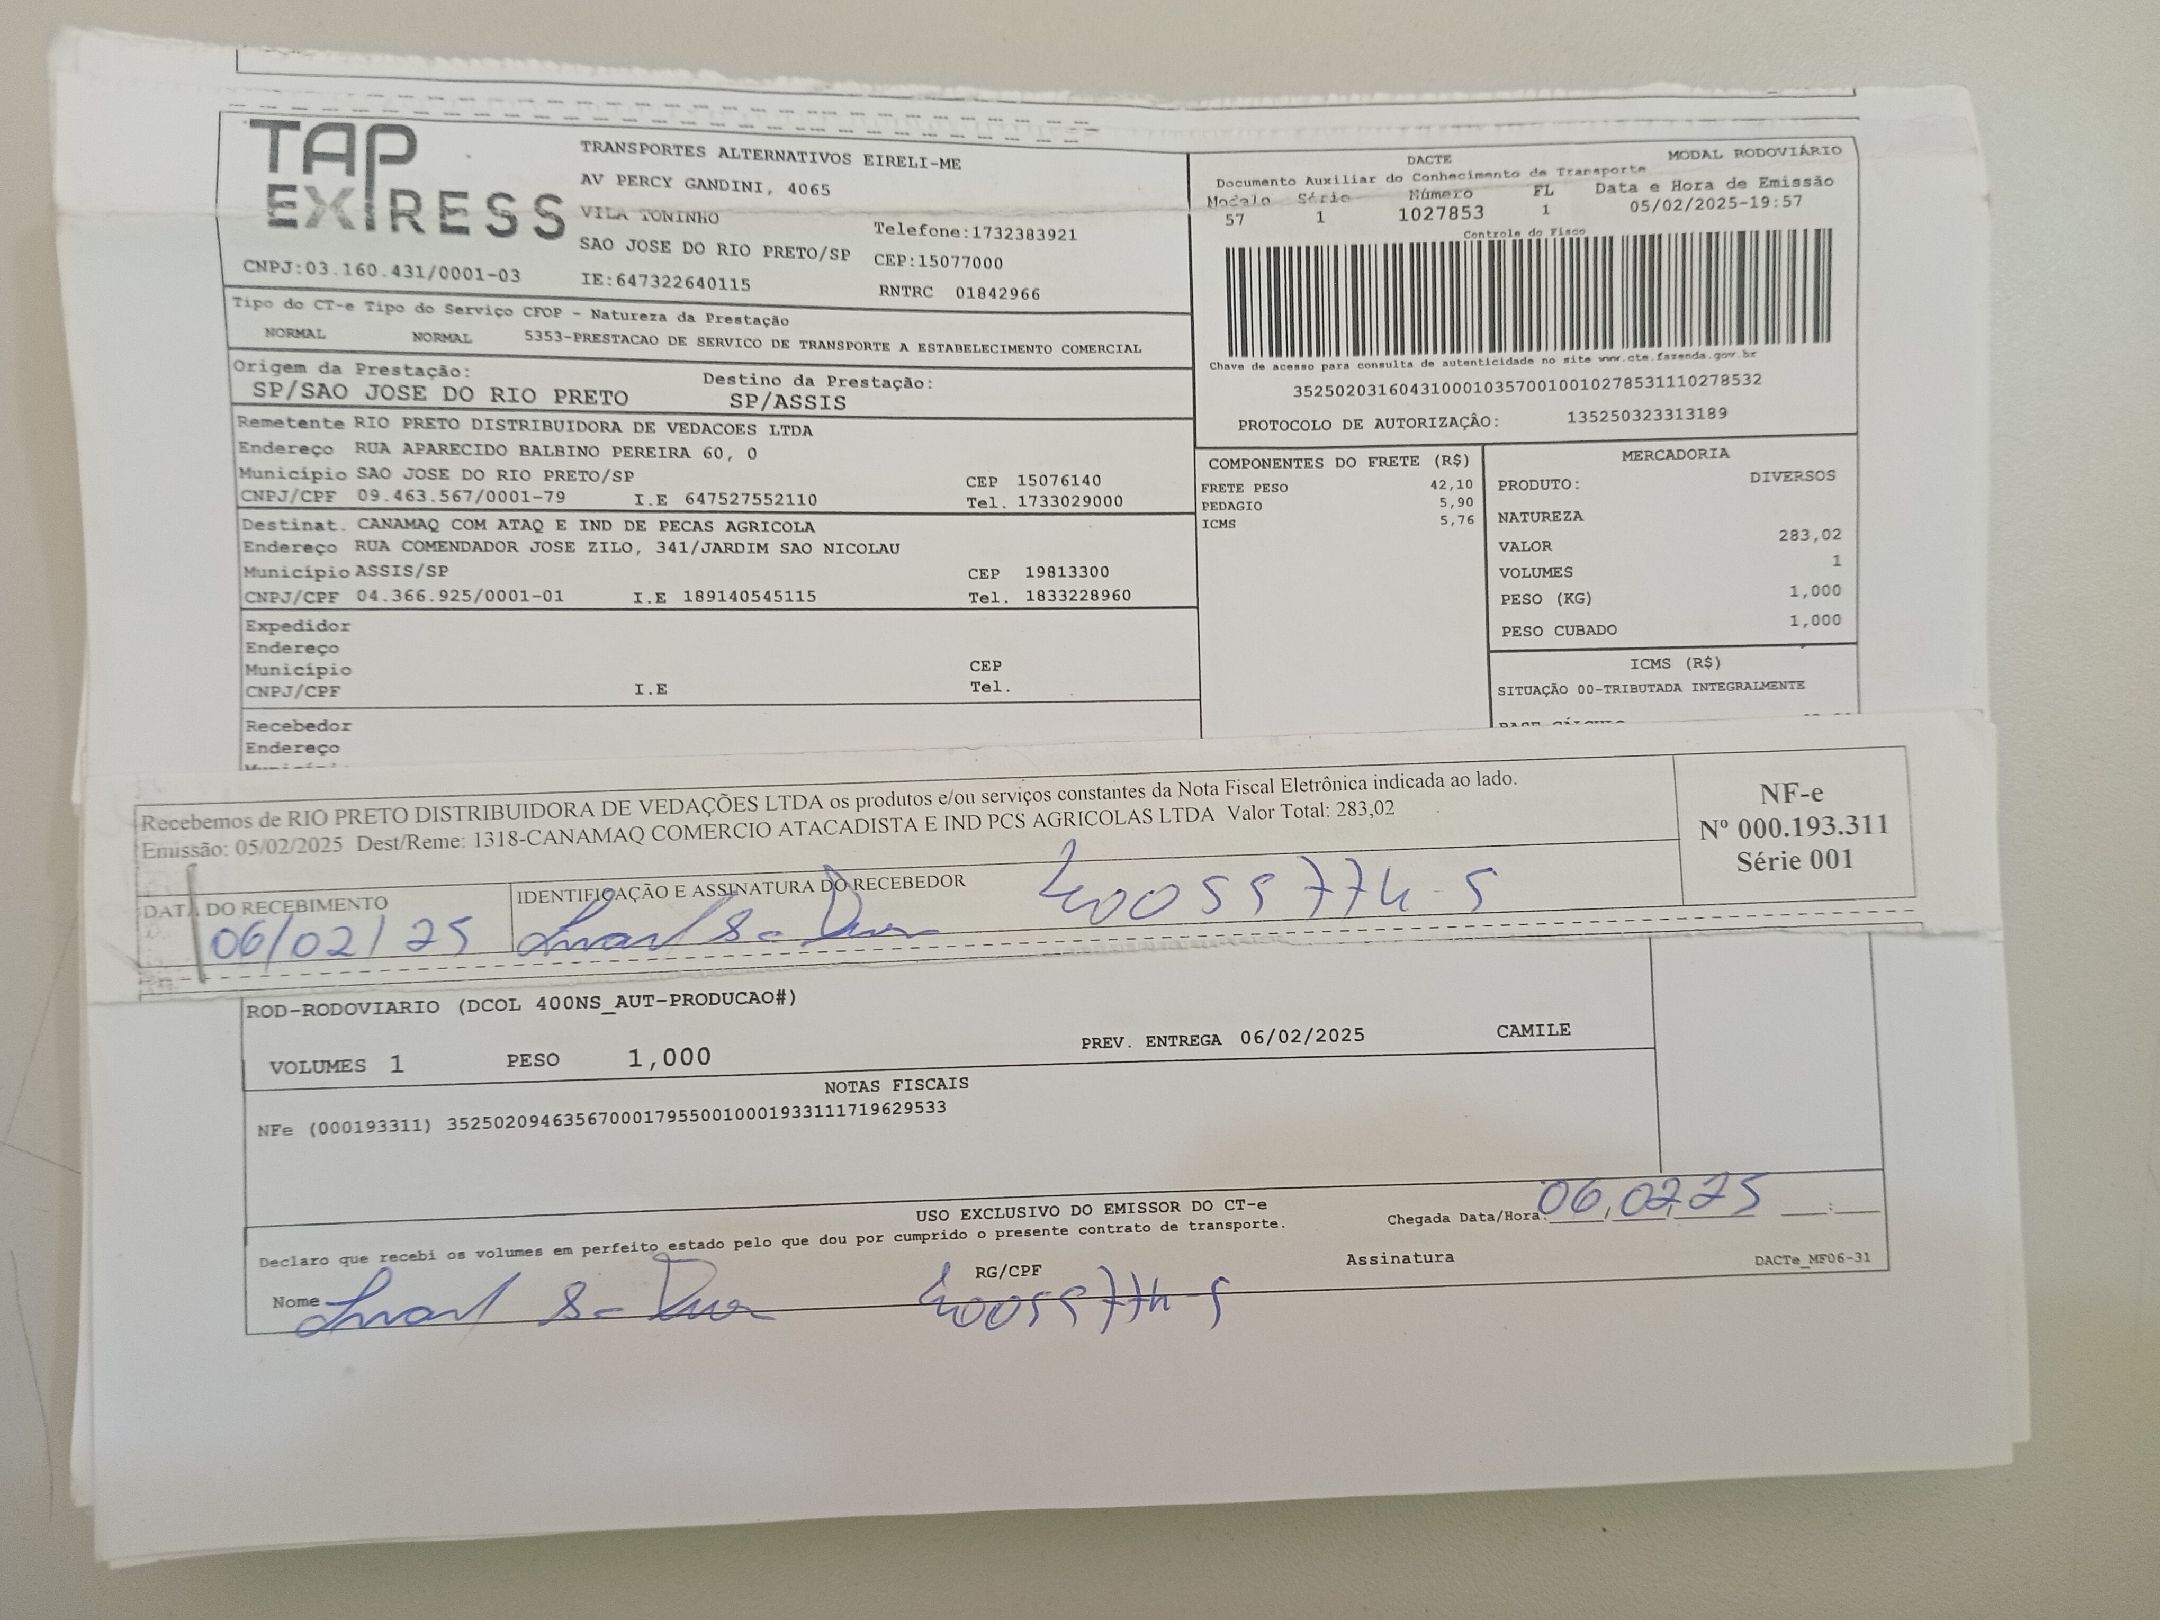 TAP
EXPRESS
TRANSPORTES ALTERNATIVOS EIRELI-ME
AV PERCY GANDINI, 4065
VILA TONINHO
Telefone:1732383921
SAO JOSE DO RIO PRETO/SP
CEP:15077000
CNPJ:03.160.431/0001-03
IE:647322640115
RNTRC 01842966
DACTE
MODAL RODOVIÁRIO
Documento Auxiliar do Conhecimento de Transporte
Modelo Série Número FL Data e Hora de Emissão
57 1 1027853 1 05/02/2025-19:57
Controle do Fisco
Chave de acesso para consulta de autenticidade no site www.cte.fazenda.gov.br
35250203160431000103570010010278531110278532
PROTOCOLO DE AUTORIZAÇÂO: 135250323313189
Tipo do CT-e Tipo do Serviço CFOP - Natureza da Prestação
NORMAL NORMAL 5353-PRESTACAO DE SERVICO DE TRANSPORTE A ESTABELECIMENTO COMERCIAL
Origem da Prestação: Destino da Prestação:
SP/SAO JOSE DO RIO PRETO SP/ASSIS
Remetente RIO PRETO DISTRIBUIDORA DE VEDACOES LTDA
Endereço RUA APARECIDO BALBINO PEREIRA 60, 0
Município SAO JOSE DO RIO PRETO/SP CEP 15076140
CNPJ/CPF 09.463.567/0001-79 I.E 647527552110 Tel. 1733029000
Destinat. CANAMAQ COM ATAQ E IND DE PECAS AGRICOLA
Endereço RUA COMENDADOR JOSE ZILO, 341/JARDIM SAO NICOLAU
Município ASSIS/SP CEP 19813300
CNPJ/CPF 04.366.925/0001-01 I.E 189140545115 Tel. 1833228960
Expedidor
Endereço
Município CEP
CNPJ/CPF I.E Tel.
Recebedor
Endereço
COMPONENTES DO FRETE (R$)
FRETE PESO 42,10
PEDAGIO 5,90
ICMS 5,76
MERCADORIA
PRODUTO: DIVERSOS
NATUREZA
VALOR 283,02
VOLUMES 1
PESO (KG) 1,000
PESO CUBADO 1,000
ICMS (R$)
SITUAÇÃO 00-TRIBUTADA INTEGRALMENTE
Recebemos de RIO PRETO DISTRIBUIDORA DE VEDAÇÕES LTDA os produtos e/ou serviços constantes da Nota Fiscal Eletrônica indicada ao lado.
Emissão: 05/02/2025 Dest/Reme: 1318-CANAMAQ COMERCIO ATACADISTA E IND PCS AGRICOLAS LTDA Valor Total: 283,02
NF-e
Nº 000.193.311
Série 001
DATA DO RECEBIMENTO
06/02/25
IDENTIFICAÇÃO E ASSINATURA DO RECEBEDOR
40055774-5
ROD-RODOVIARIO (DCOL 400NS_AUT-PRODUCAO#)
VOLUMES 1 PESO 1,000 PREV. ENTREGA 06/02/2025 CAMILE
NOTAS FISCAIS
NFe (000193311) 35250209463567000179550010001933111719629533
USO EXCLUSIVO DO EMISSOR DO CT-e
Declaro que recebi os volumes em perfeito estado pelo que dou por cumprido o presente contrato de transporte.
Chegada Data/Hora: 06,02,25
Nome
RG/CPF
40055774-5
Assinatura
DACTe_MF06-31